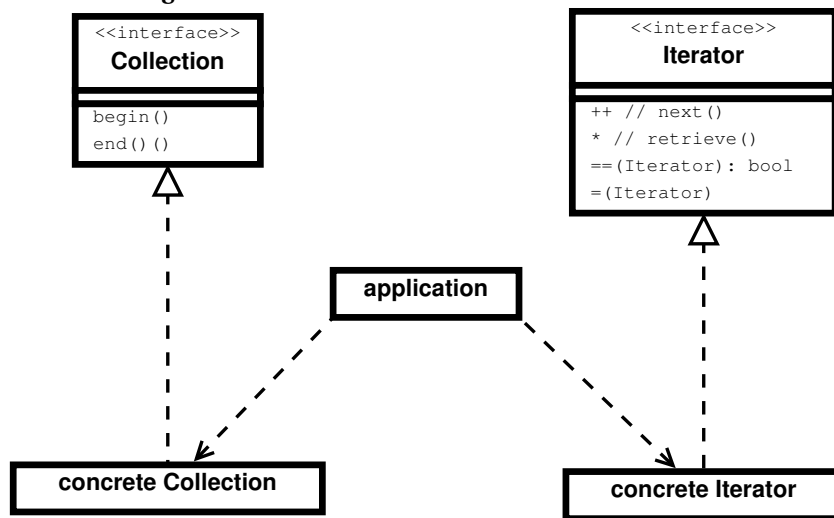 <<interface>>
Collection
begin()
end()()
<<interface>>
Iterator
++ // next()
* // retrieve()
==(Iterator): bool
=(Iterator)
application
concrete Collection
concrete Iterator